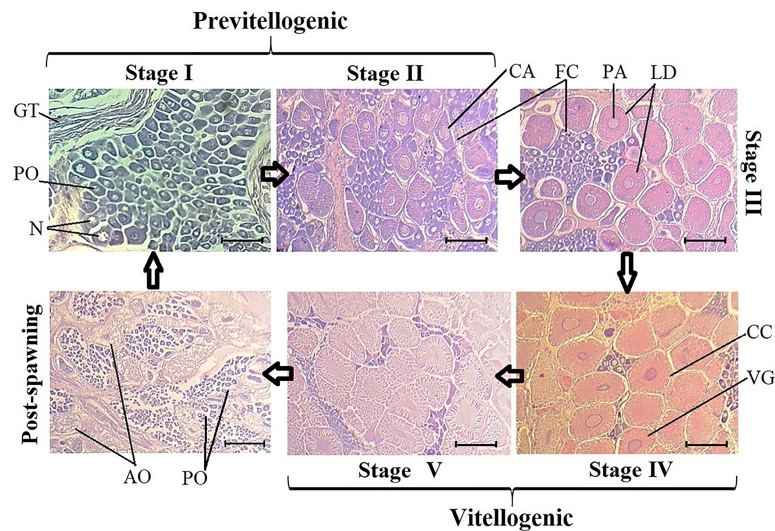 Previtellogenic
Stage I
Stage II
CA
FC
PA
LD
GT
PO
N
Stage III
Post-spawning
AO
PO
CC
VG
Stage V
Stage IV
Vitellogenic